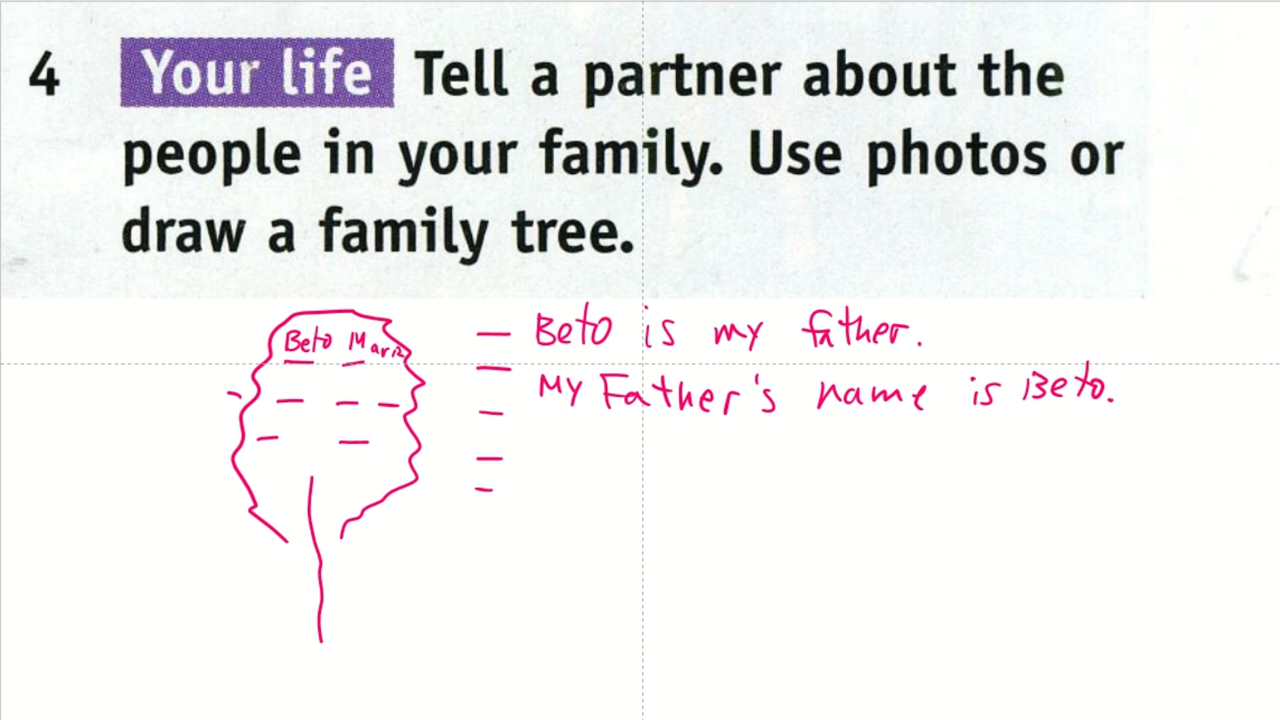 4 Your life Tell a partner about the
people in your family. Use photos or
draw a family tree.
Beto Maria
— Beto is my father.
— My Father's name is Beto.